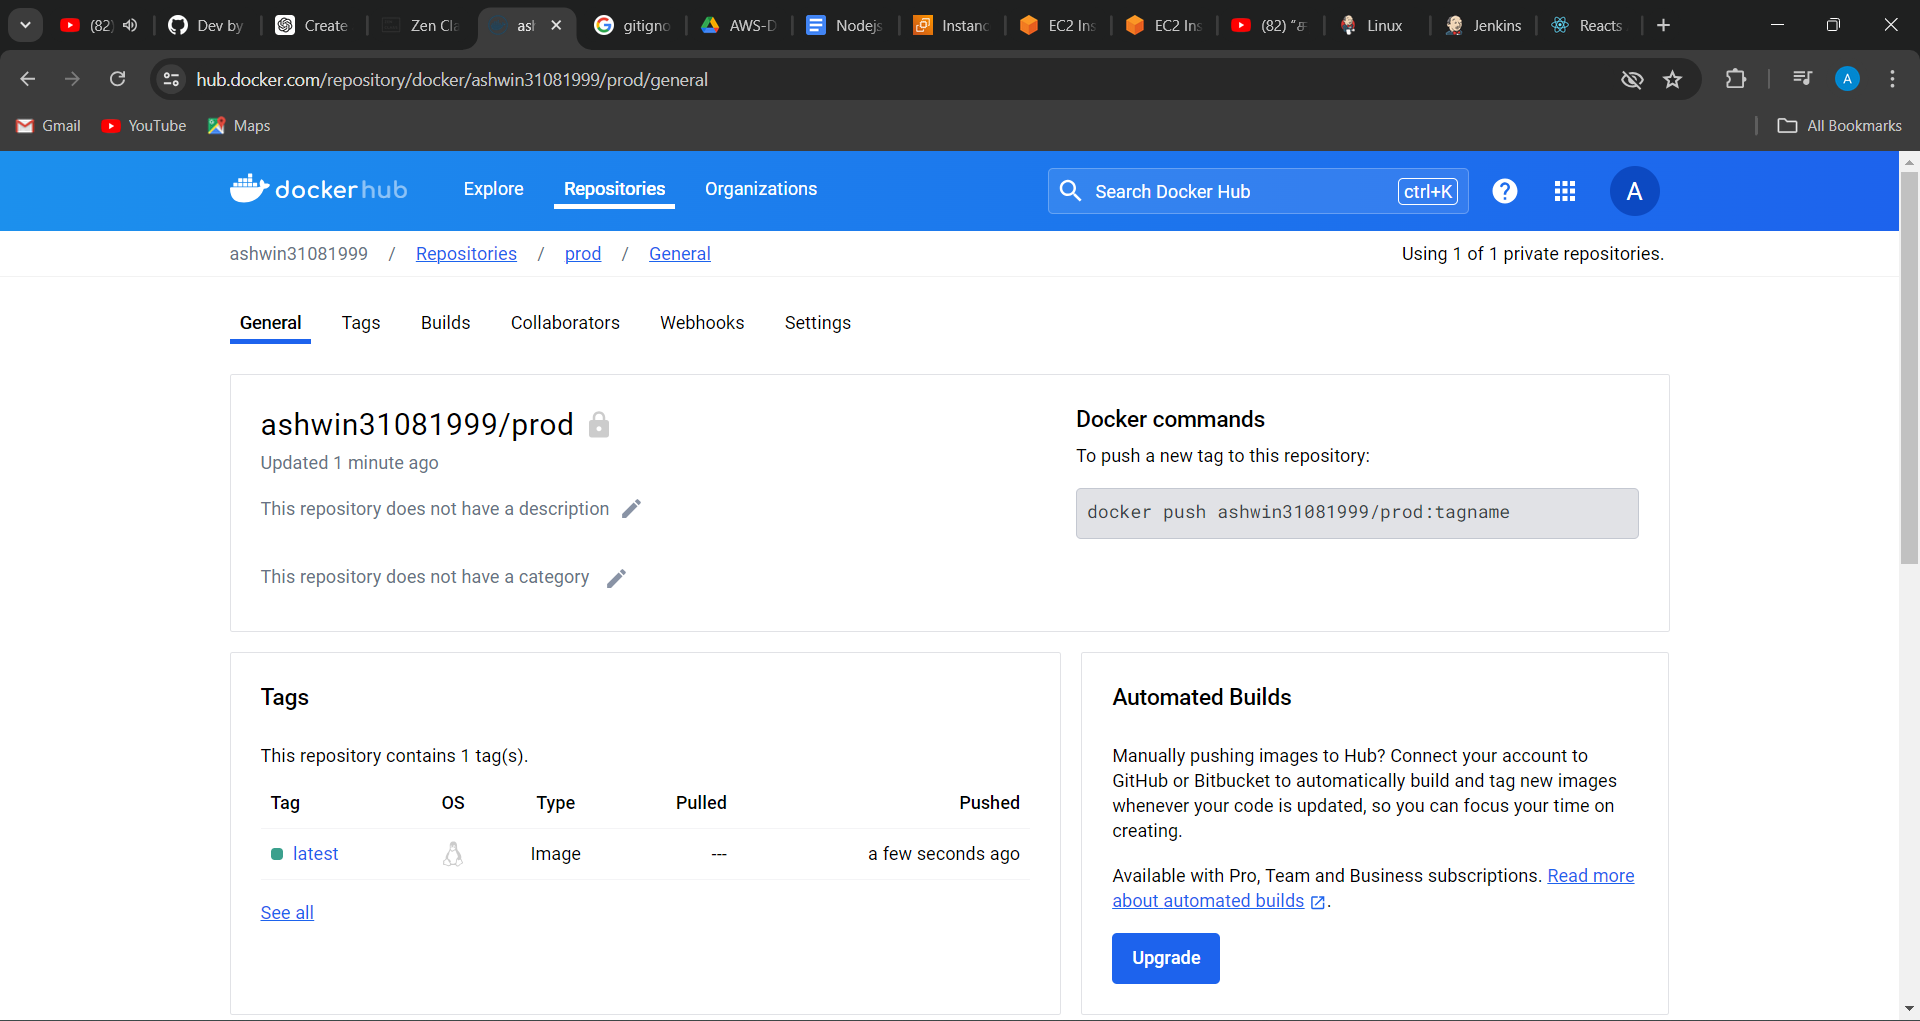 (82)
Dev by
Create
Zen Cla
ash
gitigno
AWS-D
Nodejs
Instanc
EC2 Ins
EC2 Ins
Linux
Jenkins
Reacts
hub.docker.com/repository/docker/ashwin31081999/prod/general
A
Gmail
YouTube
Maps
All Bookmarks
dockerhub
Explore
Repositories
Organizations
Search Docker Hub
ctrl+K
?
A
ashwin31081999 / Repositories / prod / General
Using 1 of 1 private repositories.
General
Tags
Builds
Collaborators
Webhooks
Settings
ashwin31081999/prod
Updated 1 minute ago
This repository does not have a description
This repository does not have a category
Docker commands
To push a new tag to this repository:
docker push ashwin31081999/prod:tagname
Tags
This repository contains 1 tag(s).
Tag OS Type Pulled Pushed
latest Image --- a few seconds ago
See all
Automated Builds
Manually pushing images to Hub? Connect your account to
GitHub or Bitbucket to automatically build and tag new images
whenever your code is updated, so you can focus your time on
creating.
Available with Pro, Team and Business subscriptions. Read more
about automated builds .
Upgrade